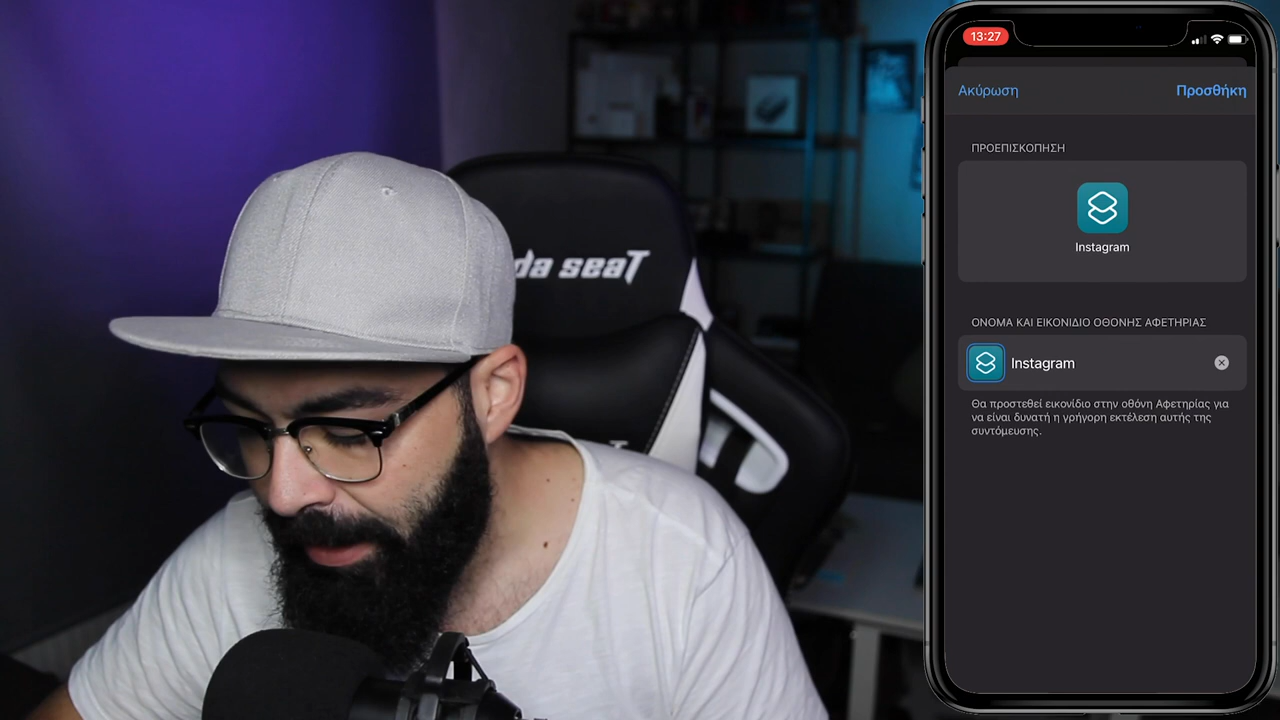 da seaT
13:27
Ακύρωση
Προσθήκη
ΠΡΟΕΠΙΣΚΟΠΗΣΗ
Instagram
ΟΝΟΜΑ ΚΑΙ ΕΙΚΟΝΙΔΙΟ ΟΘΟΝΗΣ ΑΦΕΤΗΡΙΑΣ
Instagram
Θα προστεθεί εικονίδιο στην οθόνη Αφετηρίας για
να είναι δυνατή η γρήγορη εκτέλεση αυτής της
συντόμευσης.